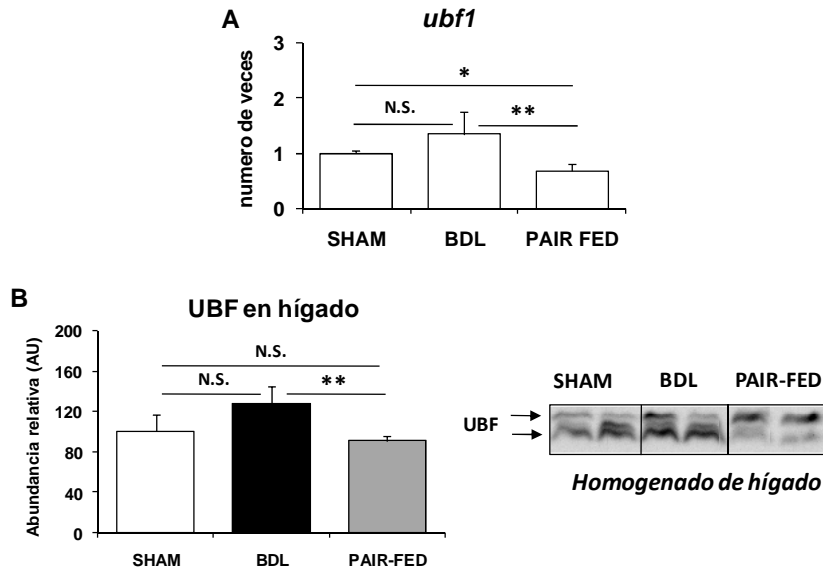 A
ubf1
numero de veces
3
2
1
0
*
N.S.
**
SHAM BDL PAIR FED
B
UBF en hígado
Abundancia relativa (AU)
200
160
120
80
40
0
N.S.
N.S.
**
SHAM BDL PAIR-FED
SHAM BDL PAIR-FED
UBF
Homogenado de hígado